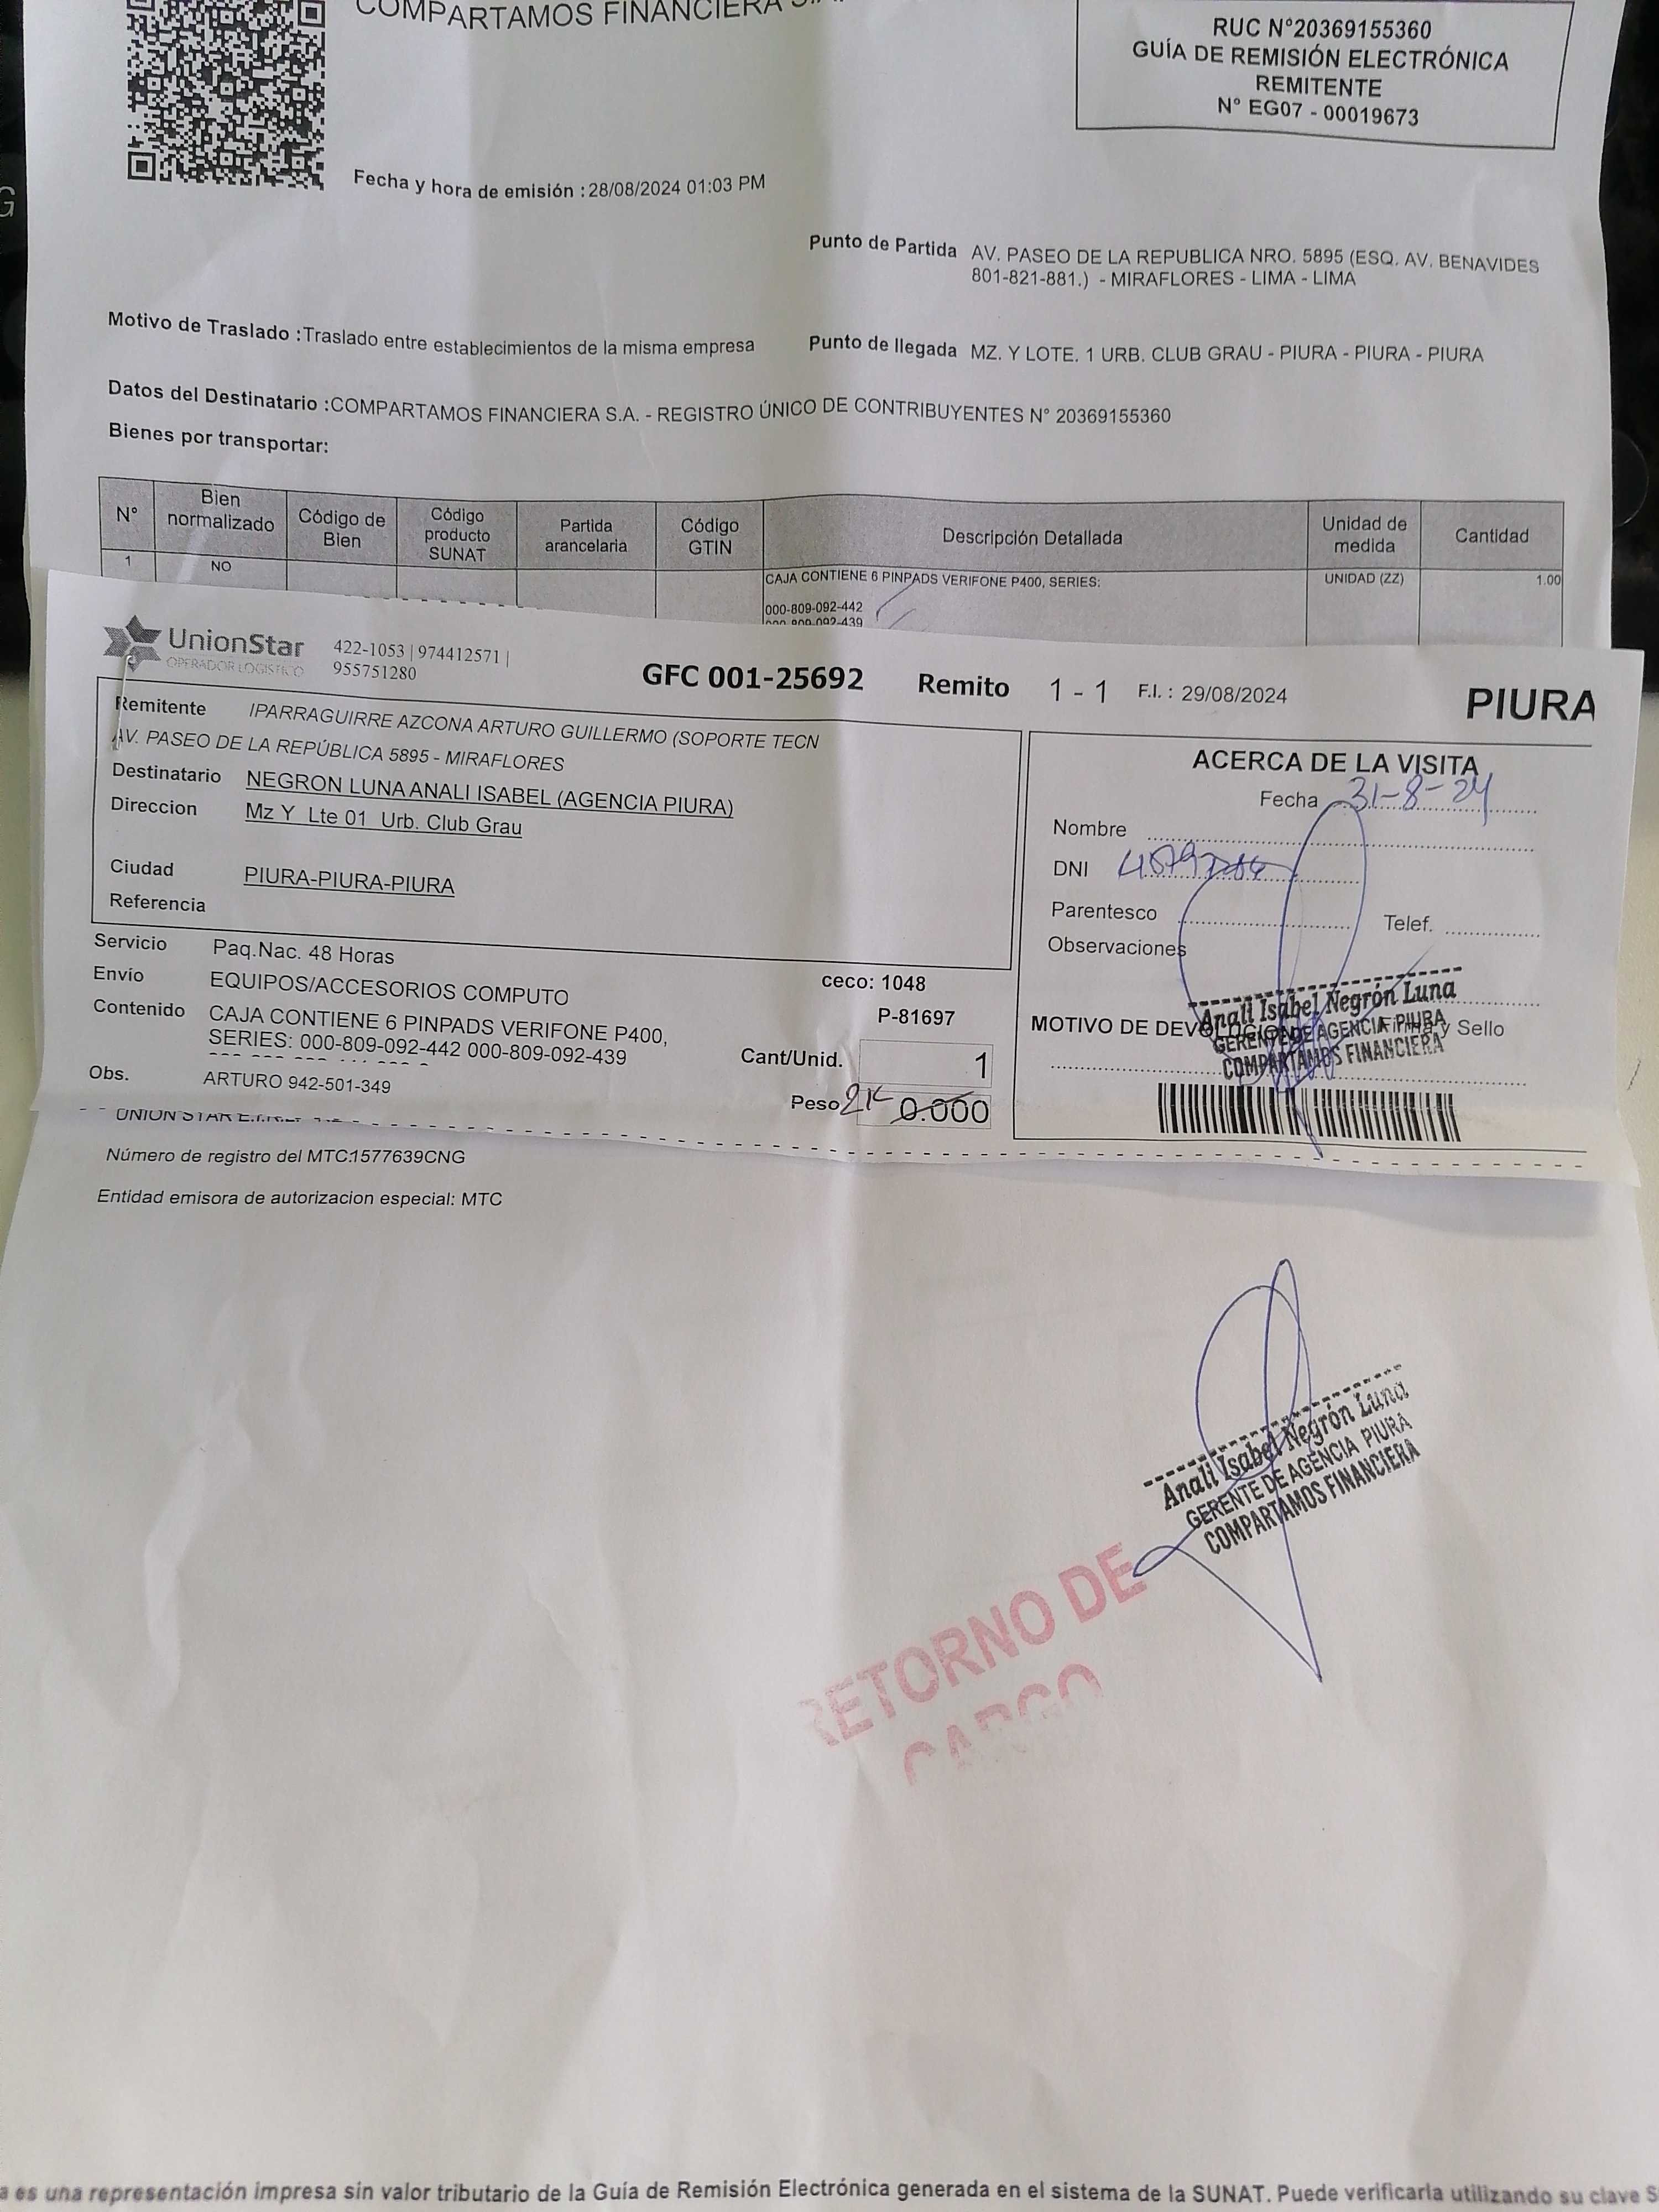 COMPARTAMOS FINANCIERA S.A.
RUC N°20369155360
GUÍA DE REMISIÓN ELECTRÓNICA
REMITENTE
N° EG07 - 00019673
Fecha y hora de emisión : 28/08/2024 01:03 PM
Punto de Partida AV. PASEO DE LA REPUBLICA NRO. 5895 (ESQ. AV. BENAVIDES
801-821-881.) - MIRAFLORES - LIMA - LIMA
Motivo de Traslado : Traslado entre establecimientos de la misma empresa
Punto de llegada MZ. Y LOTE. 1 URB. CLUB GRAU - PIURA - PIURA - PIURA
Datos del Destinatario : COMPARTAMOS FINANCIERA S.A. - REGISTRO ÚNICO DE CONTRIBUYENTES N° 20369155360
Bienes por transportar:
N° Bien normalizado Código de Bien Código producto SUNAT Partida arancelaria Código GTIN Descripción Detallada Unidad de medida Cantidad
1 NO CAJA CONTIENE 6 PINPADS VERIFONE P400, SERIES: UNIDAD (ZZ) 1.00
000-809-092-442
000-809-092-439
UnionStar
OPERADOR LOGISTICO
422-1053 | 974412571 |
955751280
GFC 001-25692 Remito 1 - 1 F.I. : 29/08/2024 PIURA
Remitente IPARRAGUIRRE AZCONA ARTURO GUILLERMO (SOPORTE TECN
AV. PASEO DE LA REPÚBLICA 5895 - MIRAFLORES
Destinatario NEGRON LUNA ANALI ISABEL (AGENCIA PIURA)
Direccion Mz Y Lte 01 Urb. Club Grau
Ciudad PIURA-PIURA-PIURA
Referencia
Servicio Paq.Nac. 48 Horas
Envío EQUIPOS/ACCESORIOS COMPUTO
Contenido CAJA CONTIENE 6 PINPADS VERIFONE P400,
SERIES: 000-809-092-442 000-809-092-439
Obs. ARTURO 942-501-349
ceco: 1048
P-81697
Cant/Unid. 1
Peso 2K 0.000
ACERCA DE LA VISITA
Fecha 31-8-24
Nombre
DNI
Parentesco Telef.
Observaciones
Anali Isabel Negrón Luna
GERENTE DE AGENCIA PIURA
COMPARTAMOS FINANCIERA
MOTIVO DE DEVOLUCION Firma y Sello
UNION STAR E.I.R.L.
Número de registro del MTC:1577639CNG
Entidad emisora de autorizacion especial: MTC
Anali Isabel Negrón Luna
GERENTE DE AGENCIA PIURA
COMPARTAMOS FINANCIERA
RETORNO DE
CARGO
a es una representación impresa sin valor tributario de la Guía de Remisión Electrónica generada en el sistema de la SUNAT. Puede verificarla utilizando su clave S